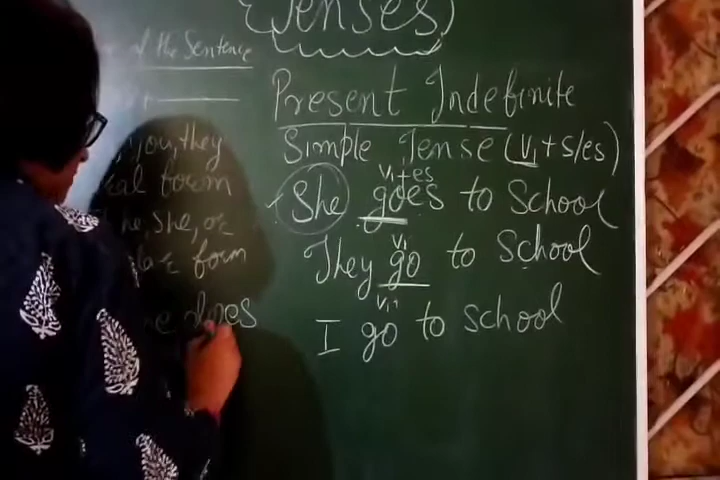 (Tenses)
of the Sentence
Present Indefinite
Simple Tense (V1 + s/es)
you, they
V1+es
She goes to School
form
he, she, or
V1
They go to School
form
V1
I go to school
does